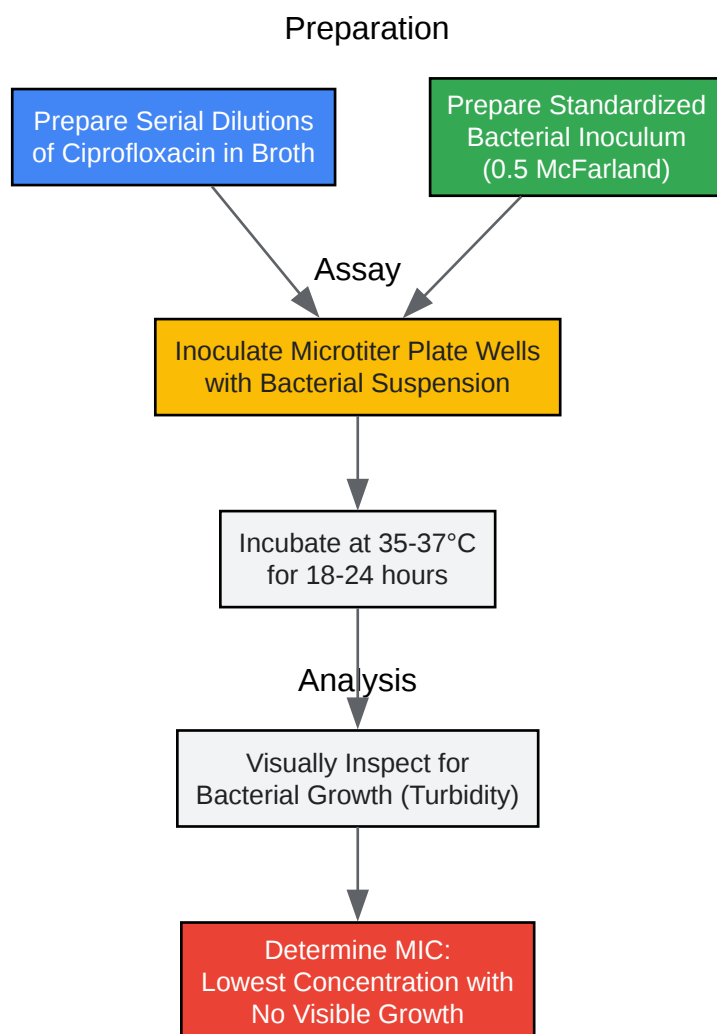 Preparation
Prepare Serial Dilutions
of Ciprofloxacin in Broth
Prepare Standardized
Bacterial Inoculum
(0.5 McFarland)
Assay
Inoculate Microtiter Plate Wells
with Bacterial Suspension
Incubate at 35-37°C
for 18-24 hours
Analysis
Visually Inspect for
Bacterial Growth (Turbidity)
Determine MIC:
Lowest Concentration with
No Visible Growth